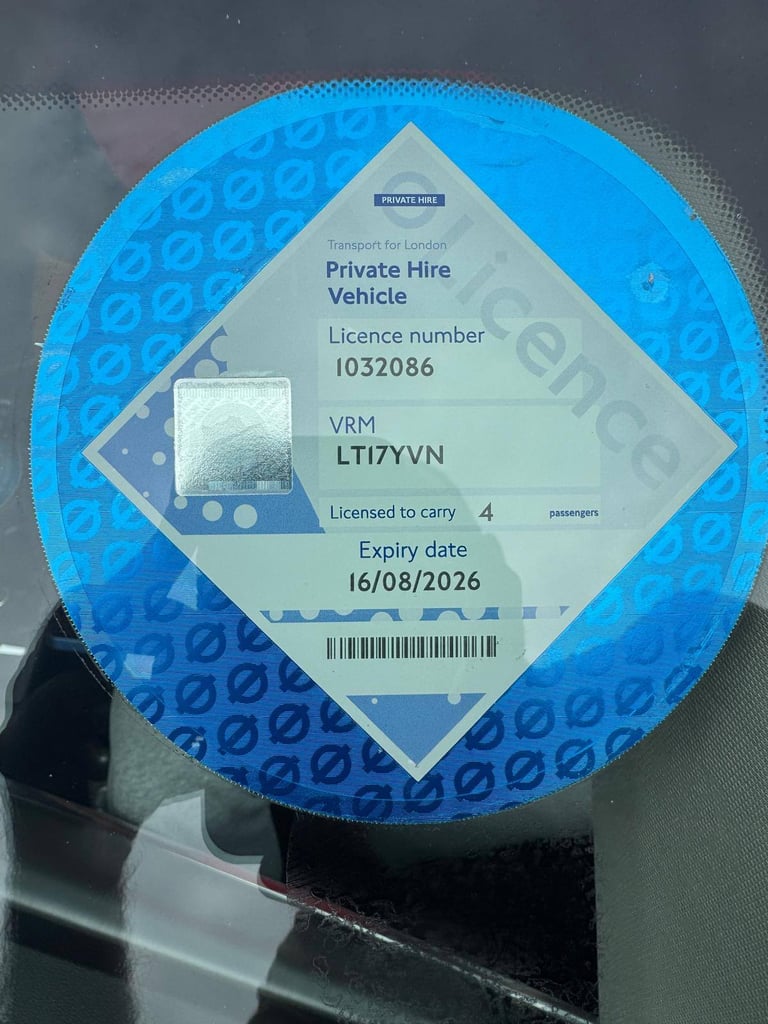 PRIVATE HIRE
Licence
Transport for London
Private Hire
Vehicle
Licence number
1032086
VRM
LT17YVN
Licensed to carry 4 passengers
Expiry date
16/08/2026